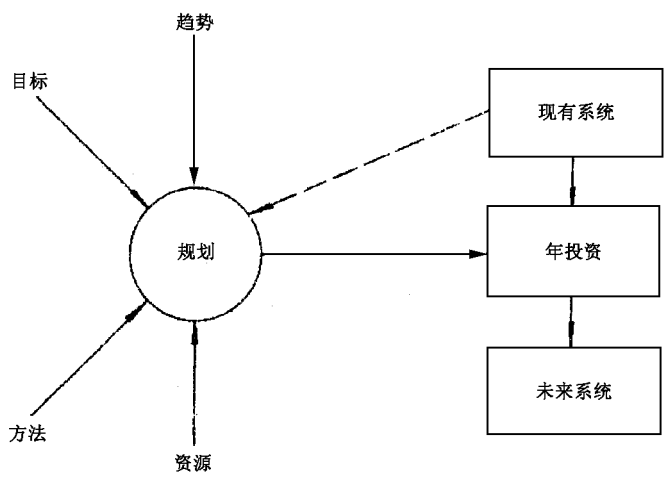 趋势
目标
现有系统
规划
年投资
未来系统
方法
资源